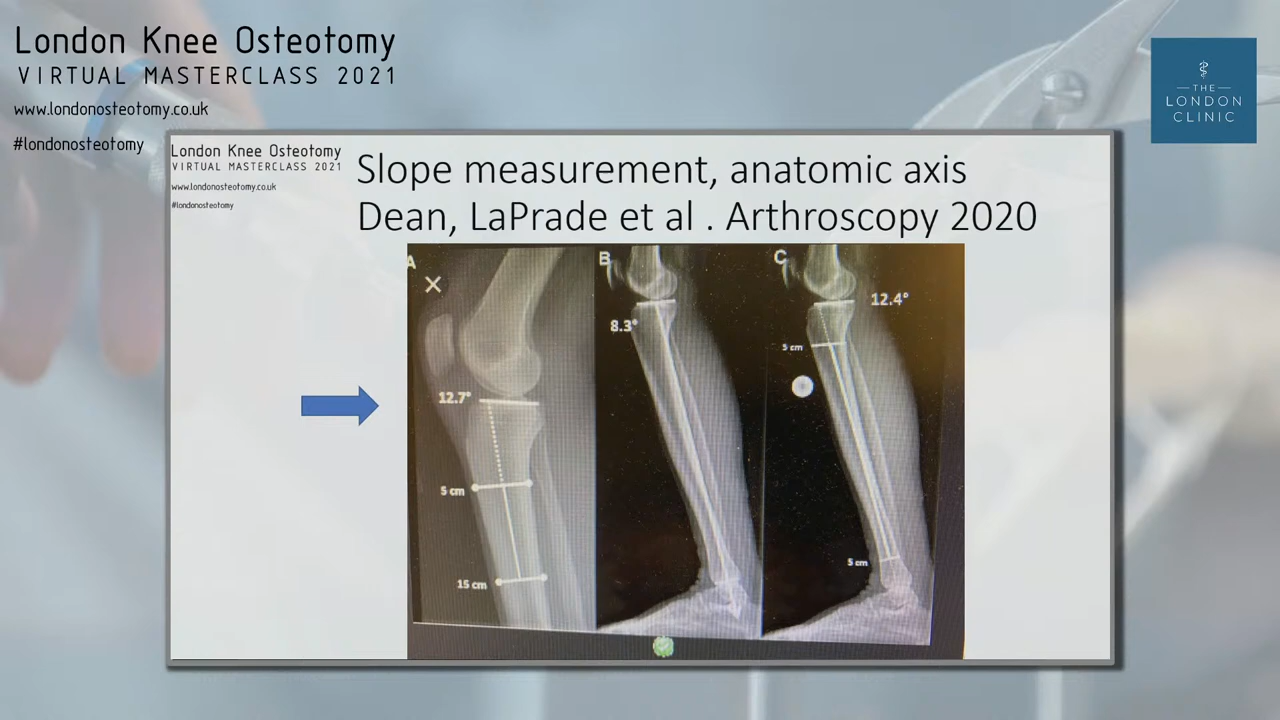 London Knee Osteotomy
VIRTUAL MASTERCLASS 2021
www.londonosteotomy.co.uk
#londonosteotomy
THE
LONDON
CLINIC
London Knee Osteotomy
VIRTUAL MASTERCLASS 2021
www.londonosteotomy.co.uk
#londonosteotomy
Slope measurement, anatomic axis
Dean, LaPrade et al . Arthroscopy 2020
A
B
C
12.4°
8.3°
5 cm
12.7°
5 cm
5 cm
15 cm